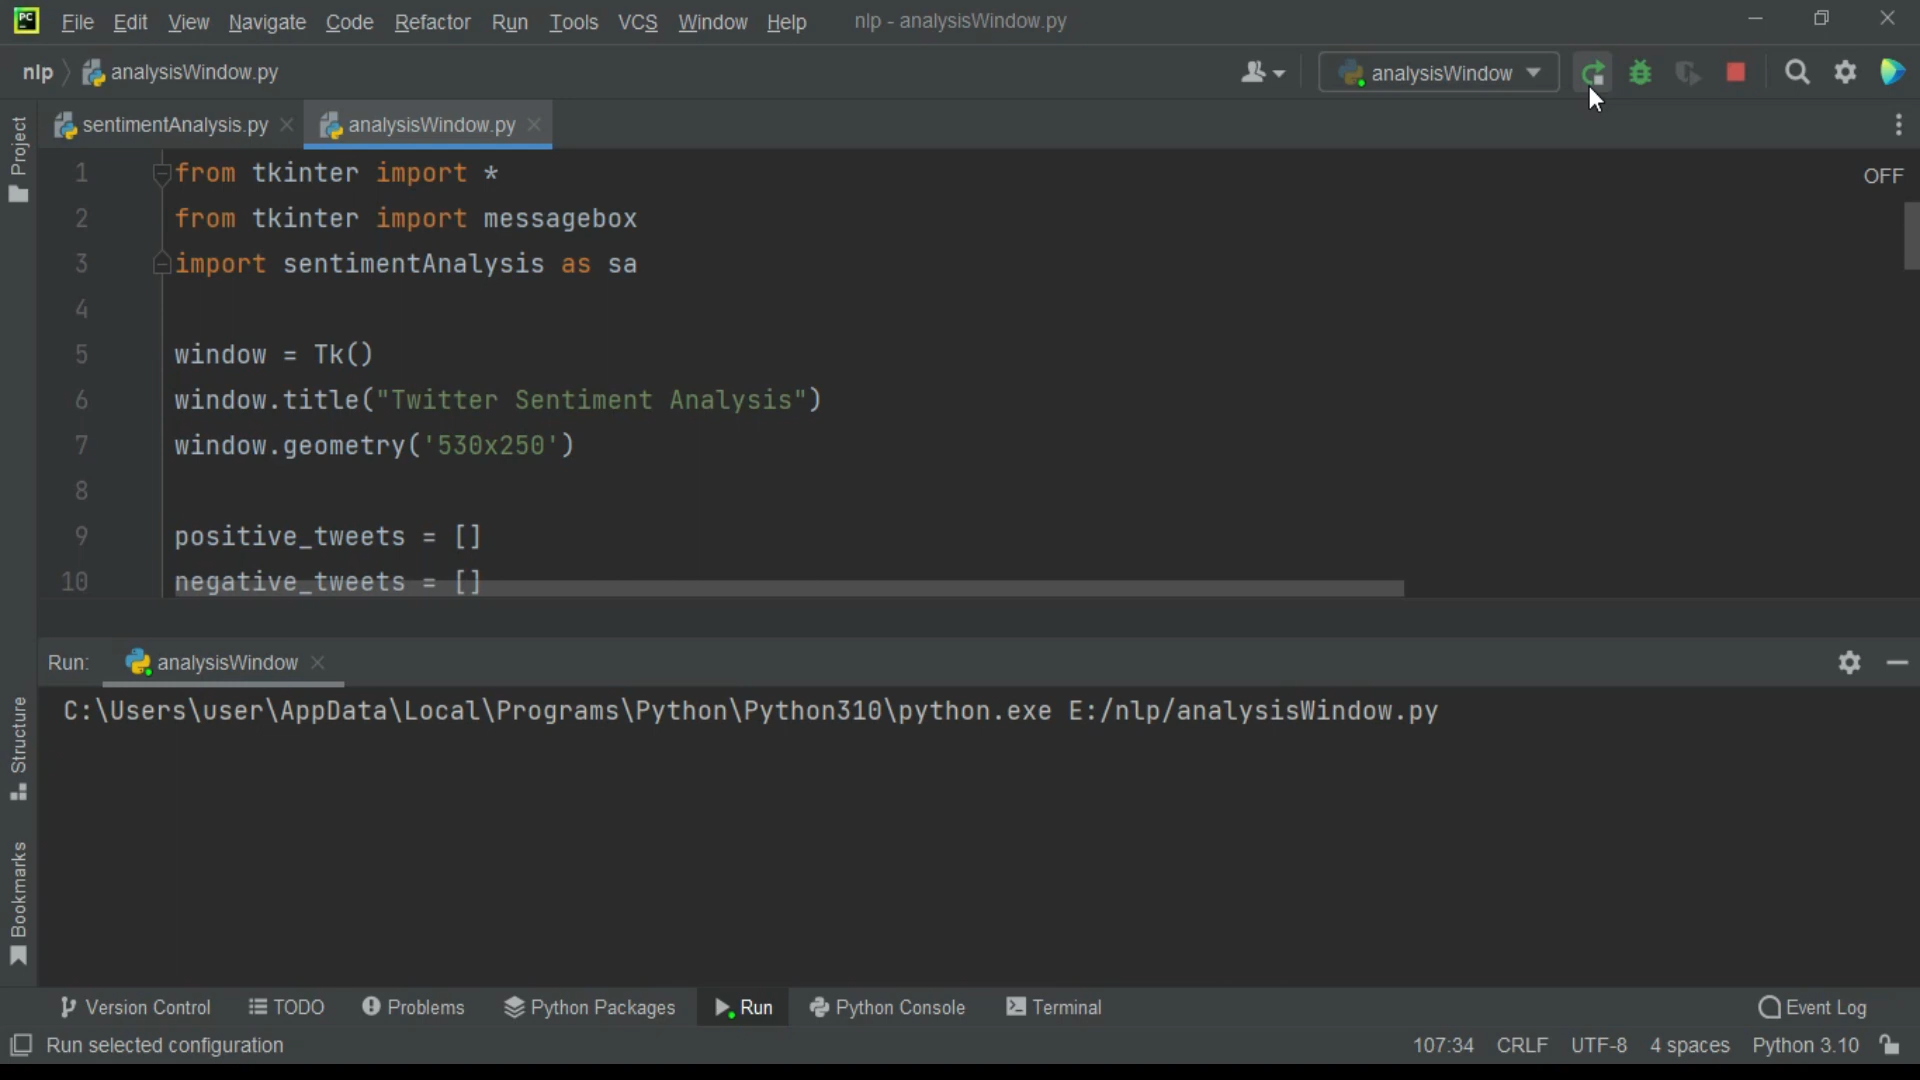 PC File Edit View Navigate Code Refactor Run Tools VCS Window Help nlp - analysisWindow.py
nlp analysisWindow.py analysisWindow
sentimentAnalysis.py analysisWindow.py
Project
OFF
1 from tkinter import *
2 from tkinter import messagebox
3 import sentimentAnalysis as sa
4
5 window = Tk()
6 window.title("Twitter Sentiment Analysis")
7 window.geometry('530x250')
8
9 positive_tweets = []
10 negative_tweets = []
Run: analysisWindow
C:\Users\user\AppData\Local\Programs\Python\Python310\python.exe E:/nlp/analysisWindow.py
Structure
Bookmarks
Version Control TODO Problems Python Packages Run Python Console Terminal Event Log
Run selected configuration 107:34 CRLF UTF-8 4 spaces Python 3.10